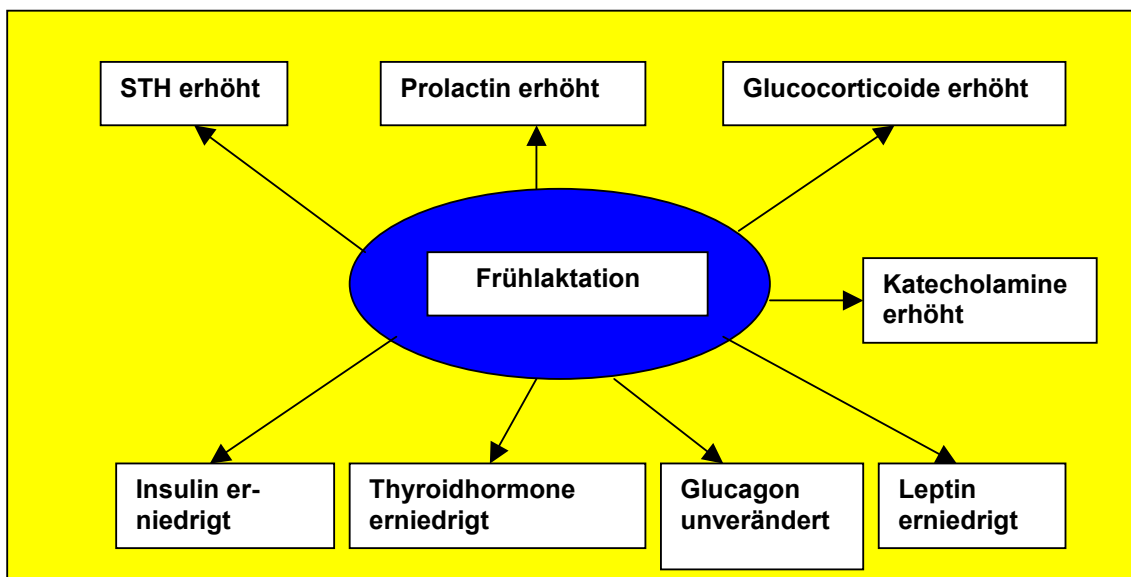 STH erhöht
Prolactin erhöht
Glucocorticoide erhöht
Frühlaktation
Katecholamine
erhöht
Insulin er-
niedrigt
Thyroidhormone
erniedrigt
Glucagon
unverändert
Leptin
erniedrigt